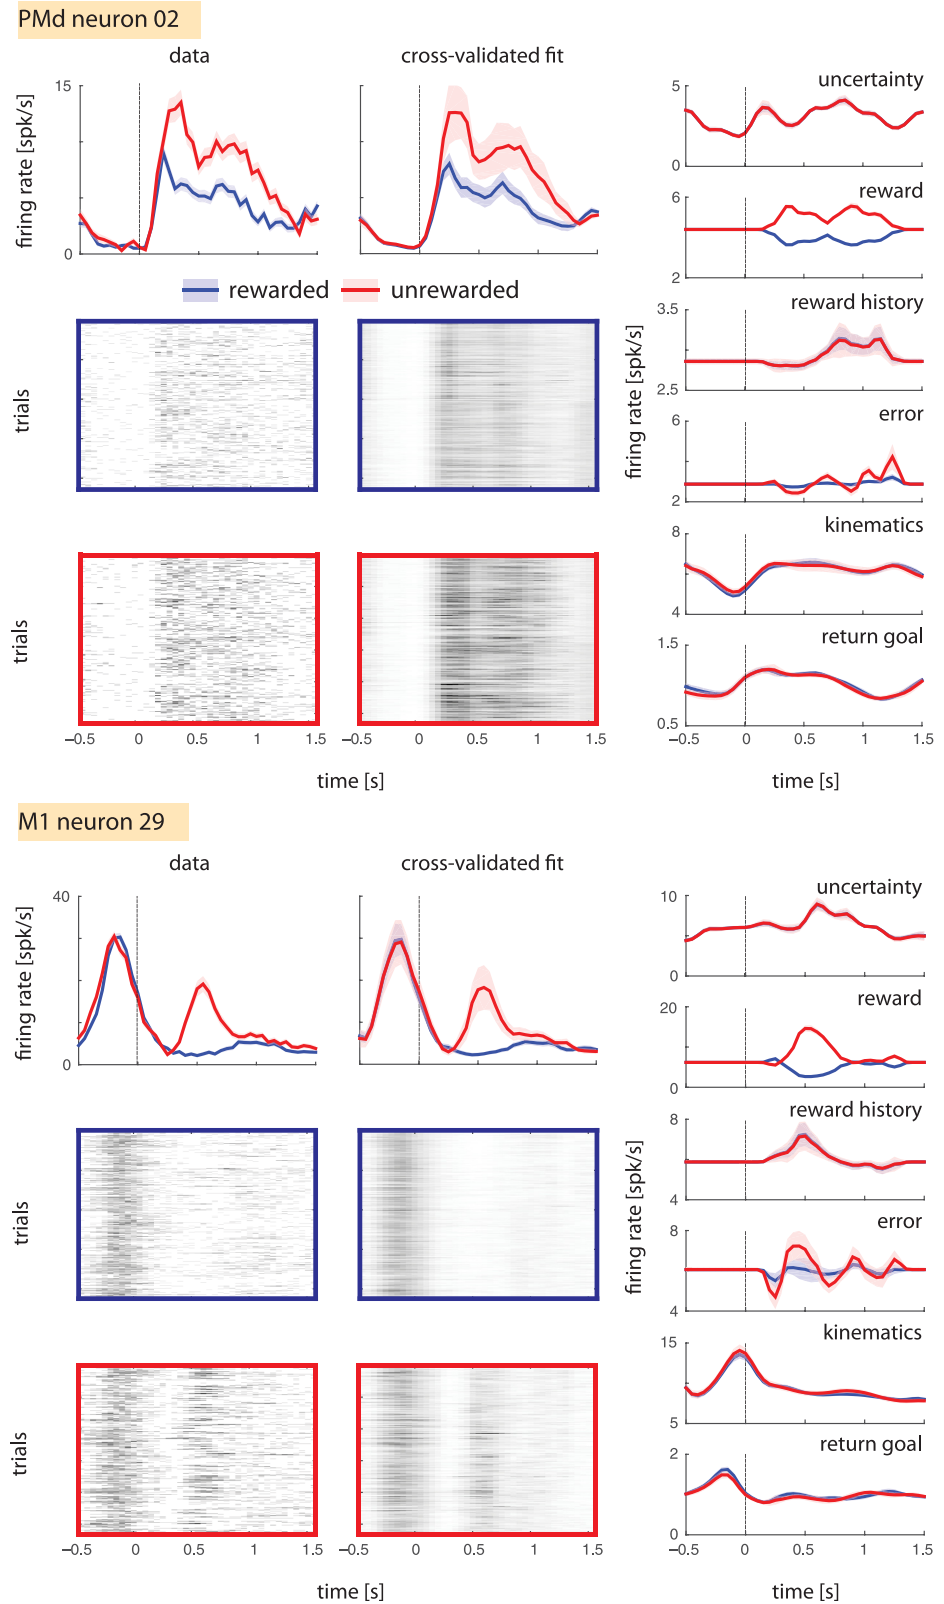 PMd neuron 02
data
cross-validated fit
15
0
firing rate [spk/s]
rewarded
unrewarded
trials
trials
−0.5 0 0.5 1 1.5
−0.5 0 0.5 1 1.5
time [s]
uncertainty
5
0
reward
6
2
reward history
3.5
2.5
firing rate [spk/s]
error
6
2
kinematics
8
4
return goal
1.5
0.5
−0.5 0 0.5 1 1.5
time [s]
M1 neuron 29
data
cross-validated fit
40
0
firing rate [spk/s]
trials
trials
−0.5 0 0.5 1 1.5
−0.5 0 0.5 1 1.5
time [s]
uncertainty
10
0
reward
20
0
reward history
8
4
firing rate [spk/s]
error
8
4
kinematics
15
5
return goal
2
0
−0.5 0 0.5 1 1.5
time [s]